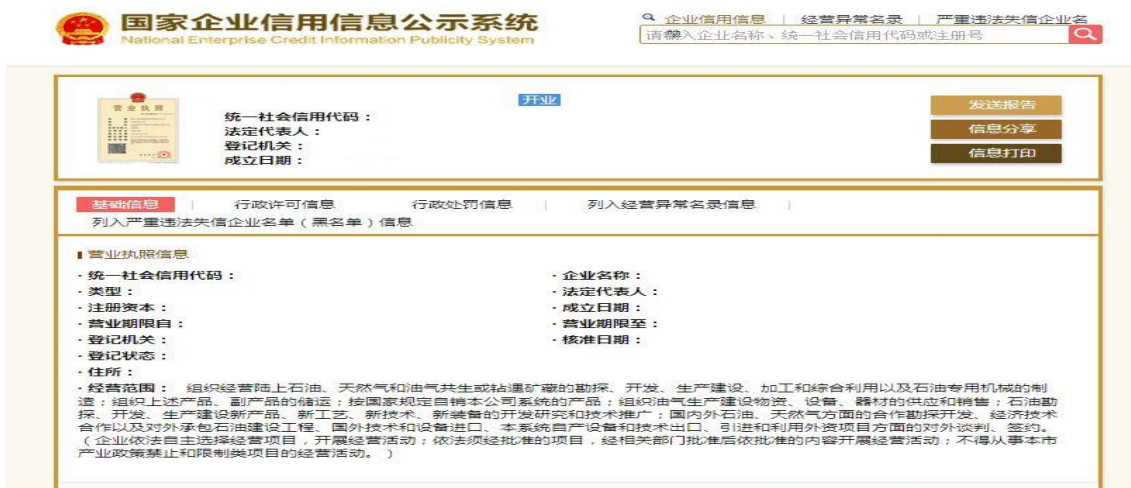 国家企业信用信息公示系统
National Enterprise Credit Information Publicity System
企业信用信息 | 经营异常名录 | 严重违法失信企业名
请输入企业名称、统一社会信用代码或注册号
营业执照
开业
统一社会信用代码：
法定代表人：
登记机关：
成立日期：
发送报告
信息分享
信息打印
基础信息 | 行政许可信息 行政处罚信息 | 列入经营异常名录信息 |
列入严重违法失信企业名单（黑名单）信息
营业执照信息
· 统一社会信用代码： · 企业名称：
· 类型： · 法定代表人：
· 注册资本： · 成立日期：
· 营业期限自： · 营业期限至：
· 登记机关： · 核准日期：
· 登记状态：
· 住所：
· 经营范围： 组织经营陆上石油、天然气和油气共生或钻遇矿藏的勘探、开发、生产建设、加工和综合利用以及石油专用机械的制
造；组织上述产品、副产品的储运；按国家规定自销本公司系统的产品；组织油气生产建设物资、设备、器材的供应和销售；石油勘
探、开发、生产建设新产品、新工艺、新技术、新装备的开发研究和技术推广；国内外石油、天然气方面的合作勘探开发、经济技术
合作以及对外承包石油建设工程、国外技术和设备进口、本系统自产设备和技术出口、引进和利用外资项目方面的对外谈判、签约。
（企业依法自主选择经营项目，开展经营活动；依法须经批准的项目，经相关部门批准后依批准的内容开展经营活动；不得从事本市
产业政策禁止和限制类项目的经营活动。）